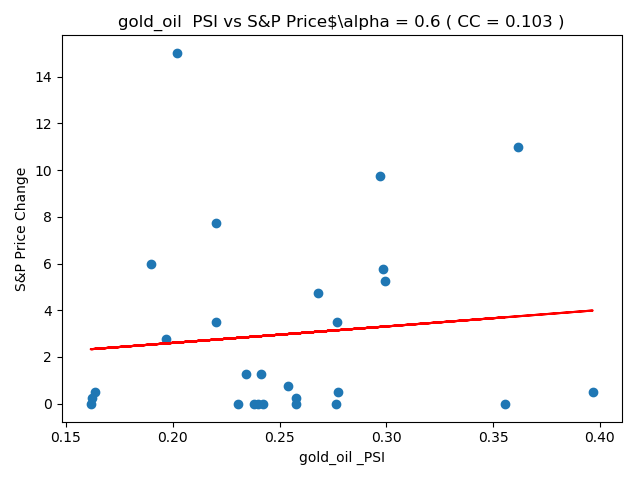 gold_oil  PSI vs S&P Price$\alpha = 0.6 ( CC = 0.103 )
S&P Price Change
14
12
10
8
6
4
2
0
0.15 0.20 0.25 0.30 0.35 0.40
gold_oil _PSI